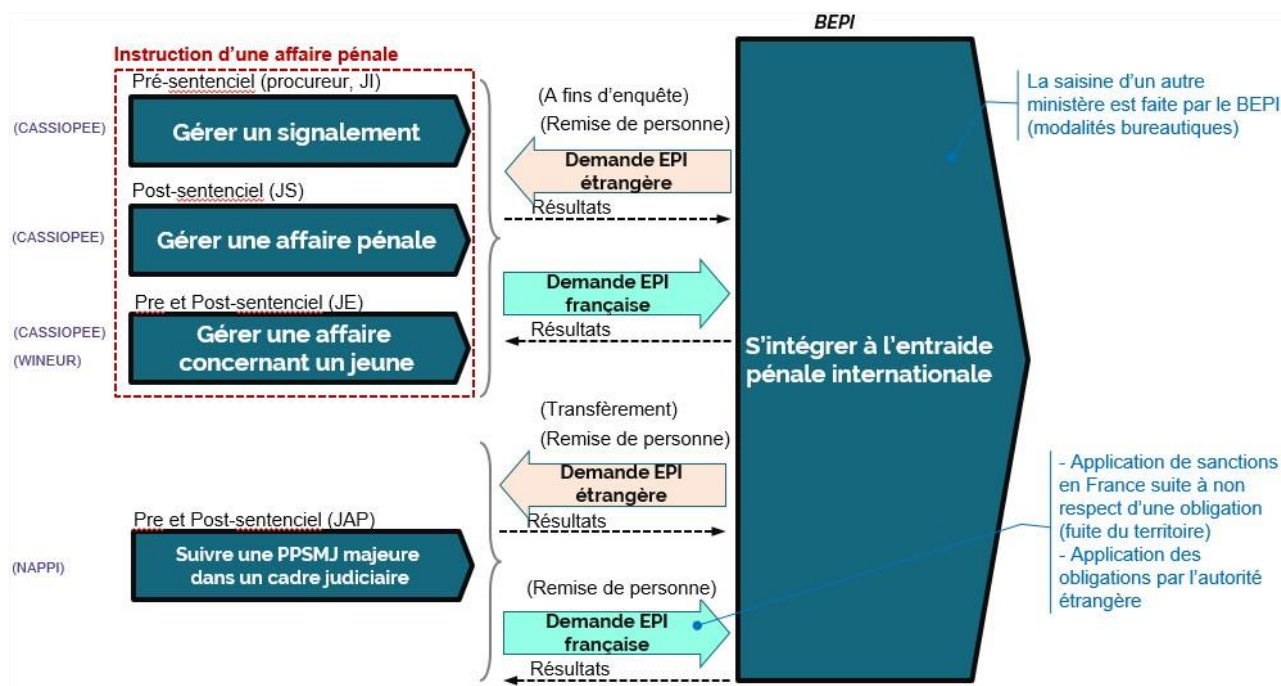 BEPI
Instruction d’une affaire pénale
Pré-sentenciel (procureur, JI)
(CASSIOPEE)
Gérer un signalement
Post-sentenciel (JS)
(CASSIOPEE)
Gérer une affaire pénale
Pre et Post-sentenciel (JE)
(CASSIOPEE)
(WINEUR)
Gérer une affaire
concernant un jeune
(A fins d’enquête)
(Remise de personne)
Demande EPI
étrangère
Résultats
Demande EPI
française
Résultats
S’intégrer à l’entraide
pénale internationale
La saisine d’un autre
ministère est faite par le BEPI
(modalités bureautiques)
Pre et Post-sentenciel (JAP)
(NAPPI)
Suivre une PPSMJ majeure
dans un cadre judiciaire
(Transfèrement)
(Remise de personne)
Demande EPI
étrangère
Résultats
(Remise de personne)
Demande EPI
française
Résultats
- Application de sanctions
en France suite à non
respect d’une obligation
(fuite du territoire)
- Application des
obligations par l’autorité
étrangère